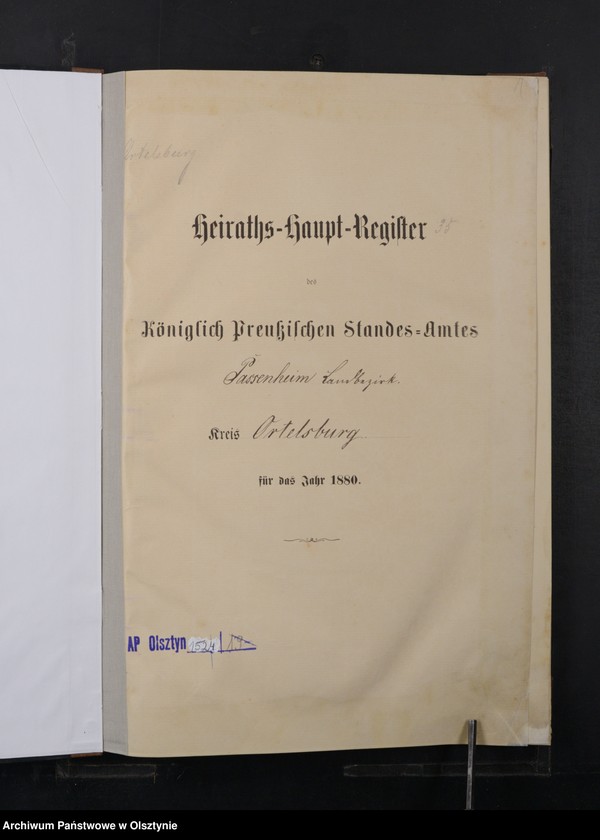 Ortelsburg
Heiraths-Haupt-Register 35
des
Königlich Preußischen Standes-Amtes
Passenheim Landbezirk.
Kreis Ortelsburg
für das Jahr 1880.
AP Olsztyn 1524/
Archiwum Państwowe w Olsztynie